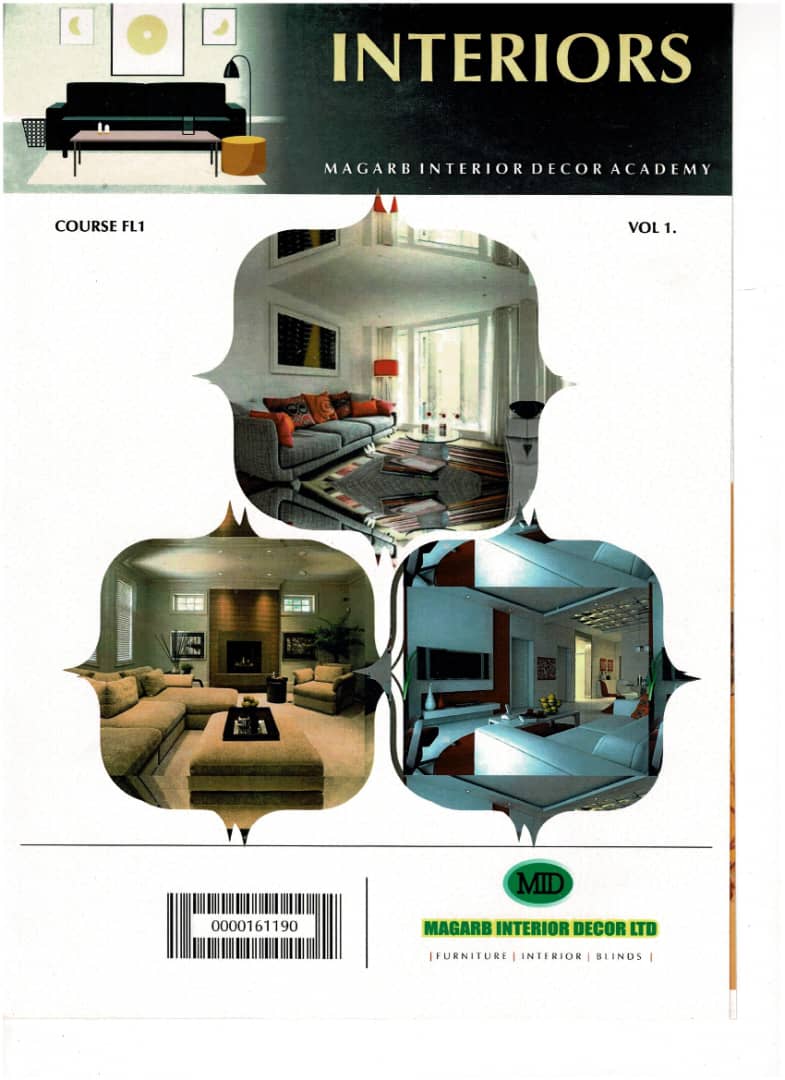 INTERIORS
MAGARB INTERIOR DECOR ACADEMY
COURSE FL1
VOL 1.
0000161190
MID
MAGARB INTERIOR DECOR LTD
| FURNITURE | INTERIOR | BLINDS |